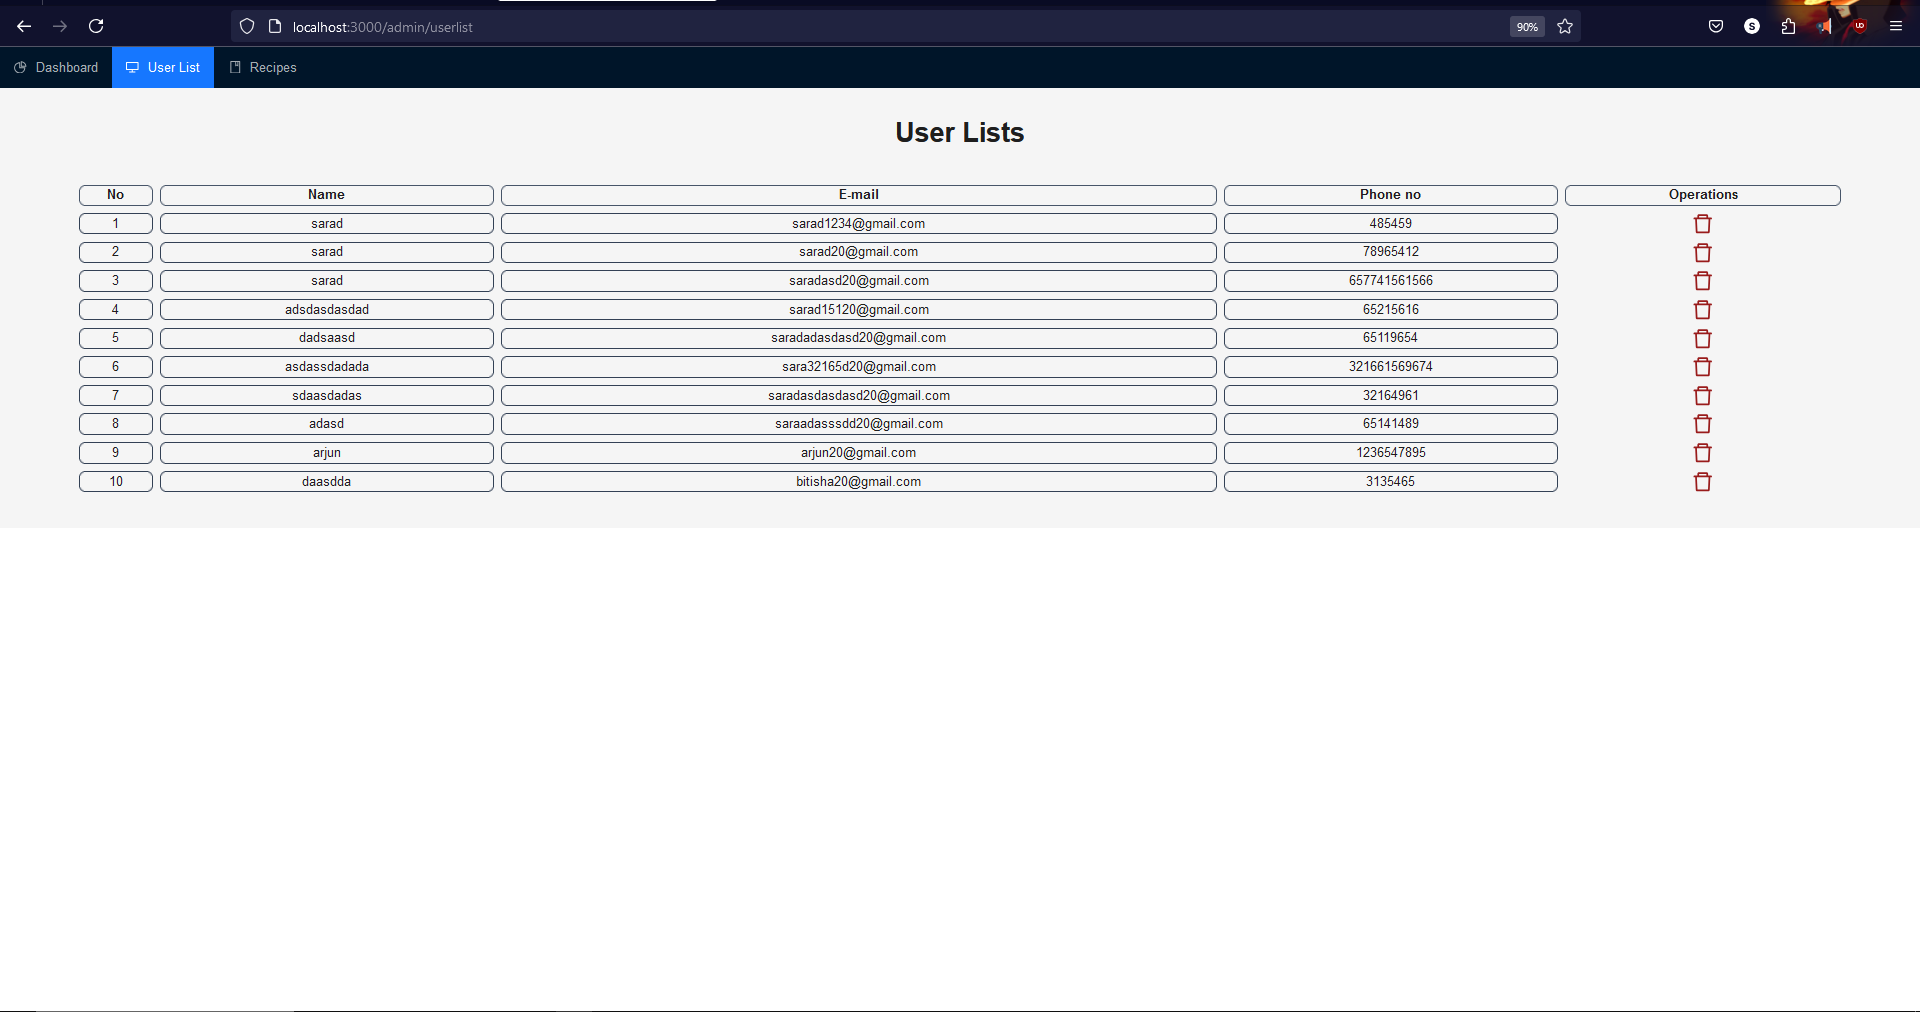 localhost:3000/admin/userlist 90% S UO
Dashboard User List Recipes
User Lists
No Name E-mail Phone no Operations
1 sarad sarad1234@gmail.com 485459
2 sarad sarad20@gmail.com 78965412
3 sarad saradasd20@gmail.com 657741561566
4 adsdasdasdad sarad15120@gmail.com 65215616
5 dadsaasd saradadasdasd20@gmail.com 65119654
6 asdassdadada sara32165d20@gmail.com 321661569674
7 sdaasdadas saradasdasdasd20@gmail.com 32164961
8 adasd saraadasssdd20@gmail.com 65141489
9 arjun arjun20@gmail.com 1236547895
10 daasdda bitisha20@gmail.com 3135465